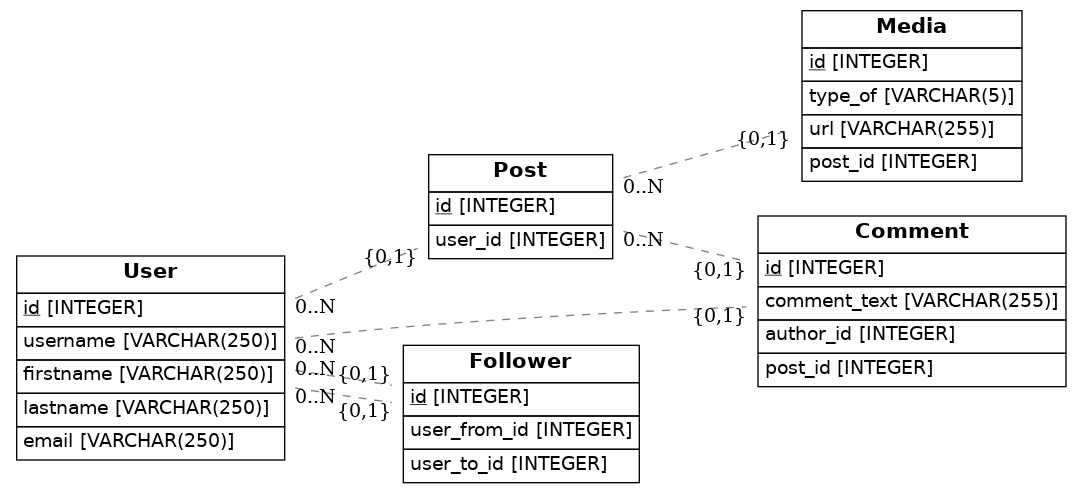 Media
id [INTEGER]
type_of [VARCHAR(5)]
url [VARCHAR(255)]
post_id [INTEGER]
{0,1}
0..N
Post
id [INTEGER]
user_id [INTEGER]
0..N
{0,1}
Comment
id [INTEGER]
comment_text [VARCHAR(255)]
author_id [INTEGER]
post_id [INTEGER]
{0,1}
0..N
{0,1}
0..N
User
id [INTEGER]
username [VARCHAR(250)]
firstname [VARCHAR(250)]
lastname [VARCHAR(250)]
email [VARCHAR(250)]
0..N
{0,1}
0..N
{0,1}
Follower
id [INTEGER]
user_from_id [INTEGER]
user_to_id [INTEGER]